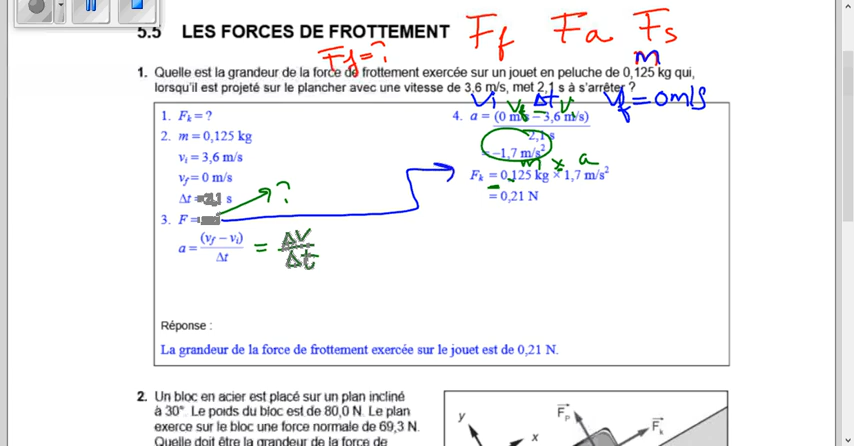 5.5 LES FORCES DE FROTTEMENT
Ff Fa Fs
Ff = ?
m
1. Quelle est la grandeur de la force de frottement exercée sur un jouet en peluche de 0,125 kg qui,
lorsqu'il est projeté sur le plancher avec une vitesse de 3,6 m/s, met 2,1 s à s'arrêter ?
Vi Δt Vf = 0 m/s
1. Fk = ?
2. m = 0,125 kg
vi = 3,6 m/s
vf = 0 m/s
Δt = 2,1 s
?
3. F =
a = (vf – vi) / Δt = ΔV / Δt
Vf Vi
4. a = (0 m/s – 3,6 m/s) / 2,1 s
= –1,7 m/s²
m × a
Fk = 0,125 kg × 1,7 m/s²
= 0,21 N
Réponse :
La grandeur de la force de frottement exercée sur le jouet est de 0,21 N.
2. Un bloc en acier est placé sur un plan incliné
à 30°. Le poids du bloc est de 80,0 N. Le plan
exerce sur le bloc une force normale de 69,3 N.
Quelle doit être la grandeur de la force de
y
x
Fk